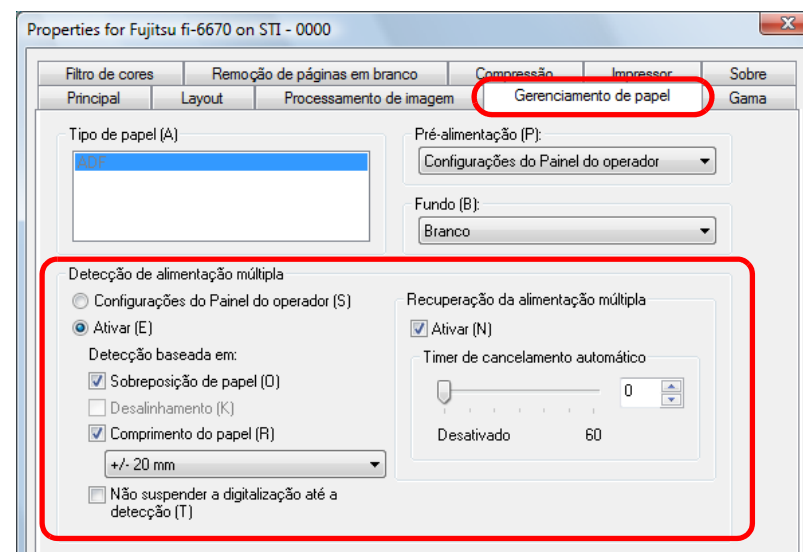 Properties for Fujitsu fi-6670 on STI - 0000
Filtro de cores
Remoção de páginas em branco
Compressão
Impressor
Sobre
Principal
Layout
Processamento de imagem
Gerenciamento de papel
Gama
Tipo de papel (A)
ADF
Pré-alimentação (P):
Configurações do Painel do operador
Fundo (B):
Branco
Detecção de alimentação múltipla
Configurações do Painel do operador (S)
Ativar (E)
Detecção baseada em:
Sobreposição de papel (O)
Desalinhamento (K)
Comprimento do papel (R)
+/- 20 mm
Não suspender a digitalização até a
detecção (T)
Recuperação da alimentação múltipla
Ativar (N)
Timer de cancelamento automático
0
Desativado
60